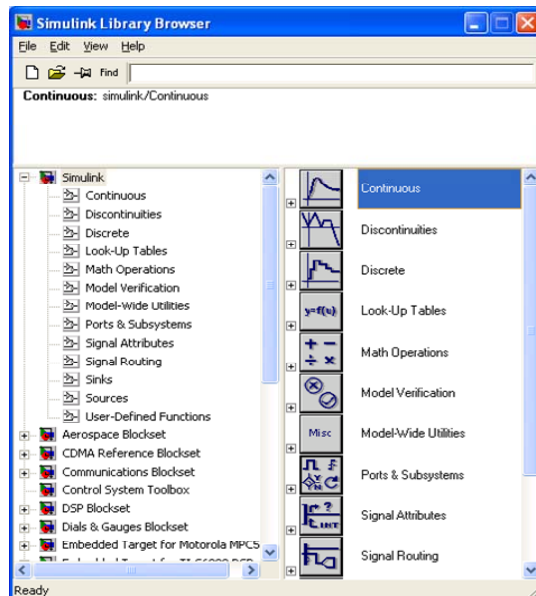 Simulink Library Browser
File Edit View Help
Find
Continuous: simulink/Continuous
Simulink
Continuous
Discontinuities
Discrete
Look-Up Tables
Math Operations
Model Verification
Model-Wide Utilities
Ports & Subsystems
Signal Attributes
Signal Routing
Sinks
Sources
User-Defined Functions
Aerospace Blockset
CDMA Reference Blockset
Communications Blockset
Control System Toolbox
DSP Blockset
Dials & Gauges Blockset
Embedded Target for Motorola MPC5
Continuous
Discontinuities
Discrete
y=f(u) Look-Up Tables
+ − ÷ × Math Operations
Model Verification
Misc Model-Wide Utilities
Ports & Subsystems
Signal Attributes
Signal Routing
Ready